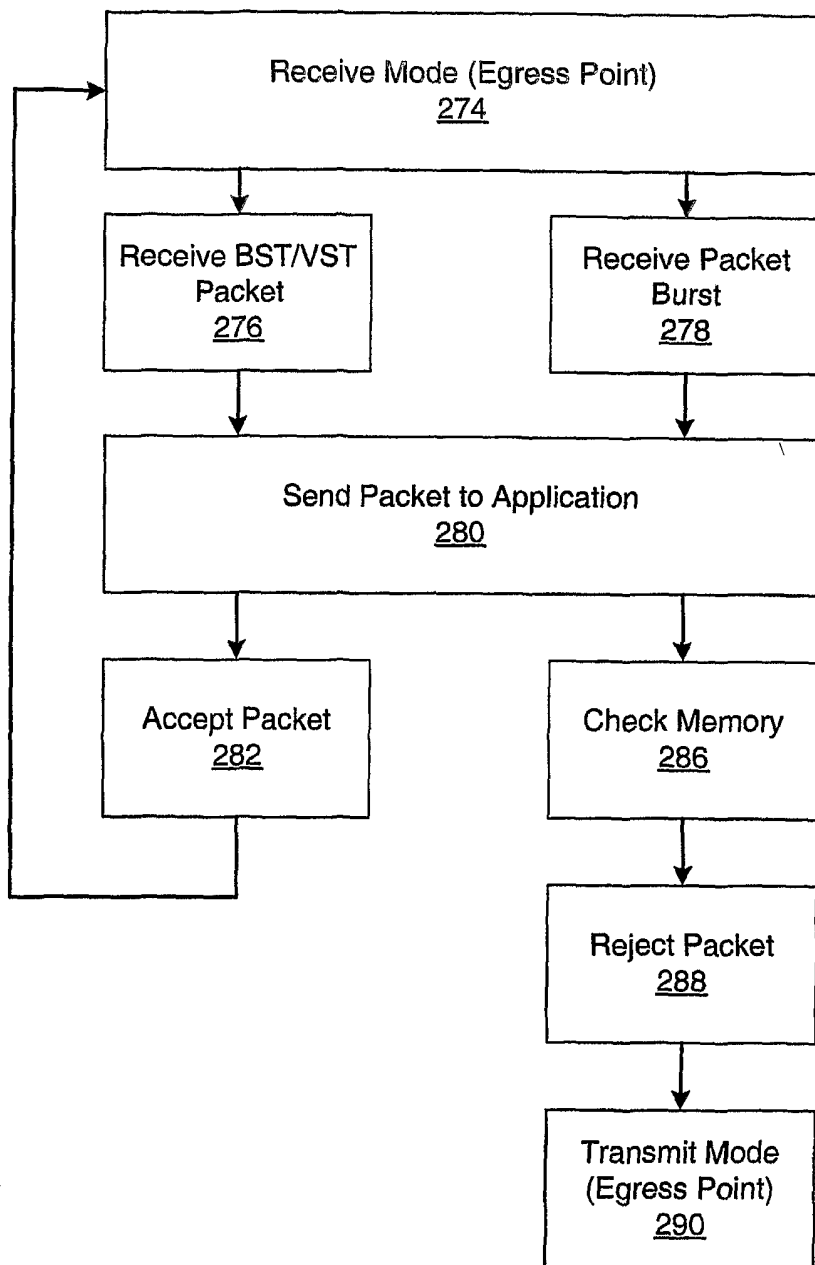 Receive Mode (Egress Point)
274
Receive BST/VST
Packet
276
Receive Packet
Burst
278
Send Packet to Application
280
Accept Packet
282
Check Memory
286
Reject Packet
288
Transmit Mode
(Egress Point)
290